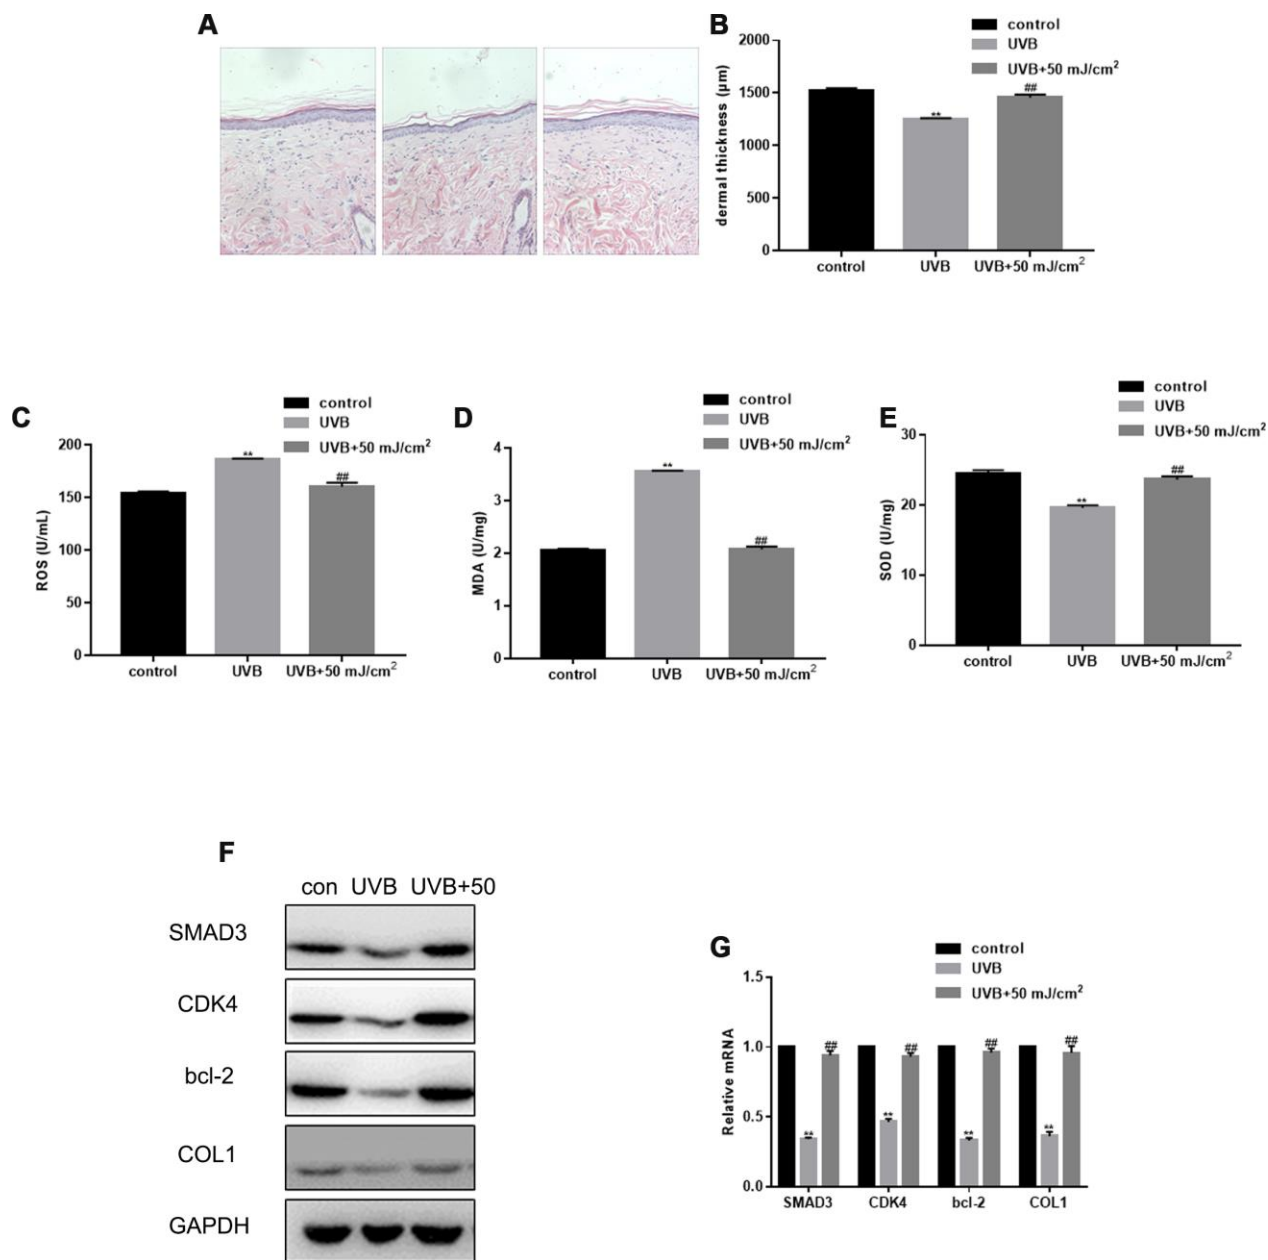 A
B
control
UVB
UVB+50 mJ/cm²
2000
1500
1000
500
0
dermal thickness (µm)
**
##
control UVB UVB+50 mJ/cm²
C
control
UVB
UVB+50 mJ/cm²
200
150
100
50
0
ROS (U/mL)
**
##
control UVB UVB+50 mJ/cm²
D
control
UVB
UVB+50 mJ/cm²
4
3
2
1
0
MDA (U/mg)
**
##
control UVB UVB+50 mJ/cm²
E
control
UVB
UVB+50 mJ/cm²
30
20
10
0
SOD (U/mg)
**
##
control UVB UVB+50 mJ/cm²
F
con UVB UVB+50
SMAD3
CDK4
bcl-2
COL1
GAPDH
G
control
UVB
UVB+50 mJ/cm²
1.5
1.0
0.5
0.0
Relative mRNA
** ## ** ## ** ## ** ##
SMAD3 CDK4 bcl-2 COL1